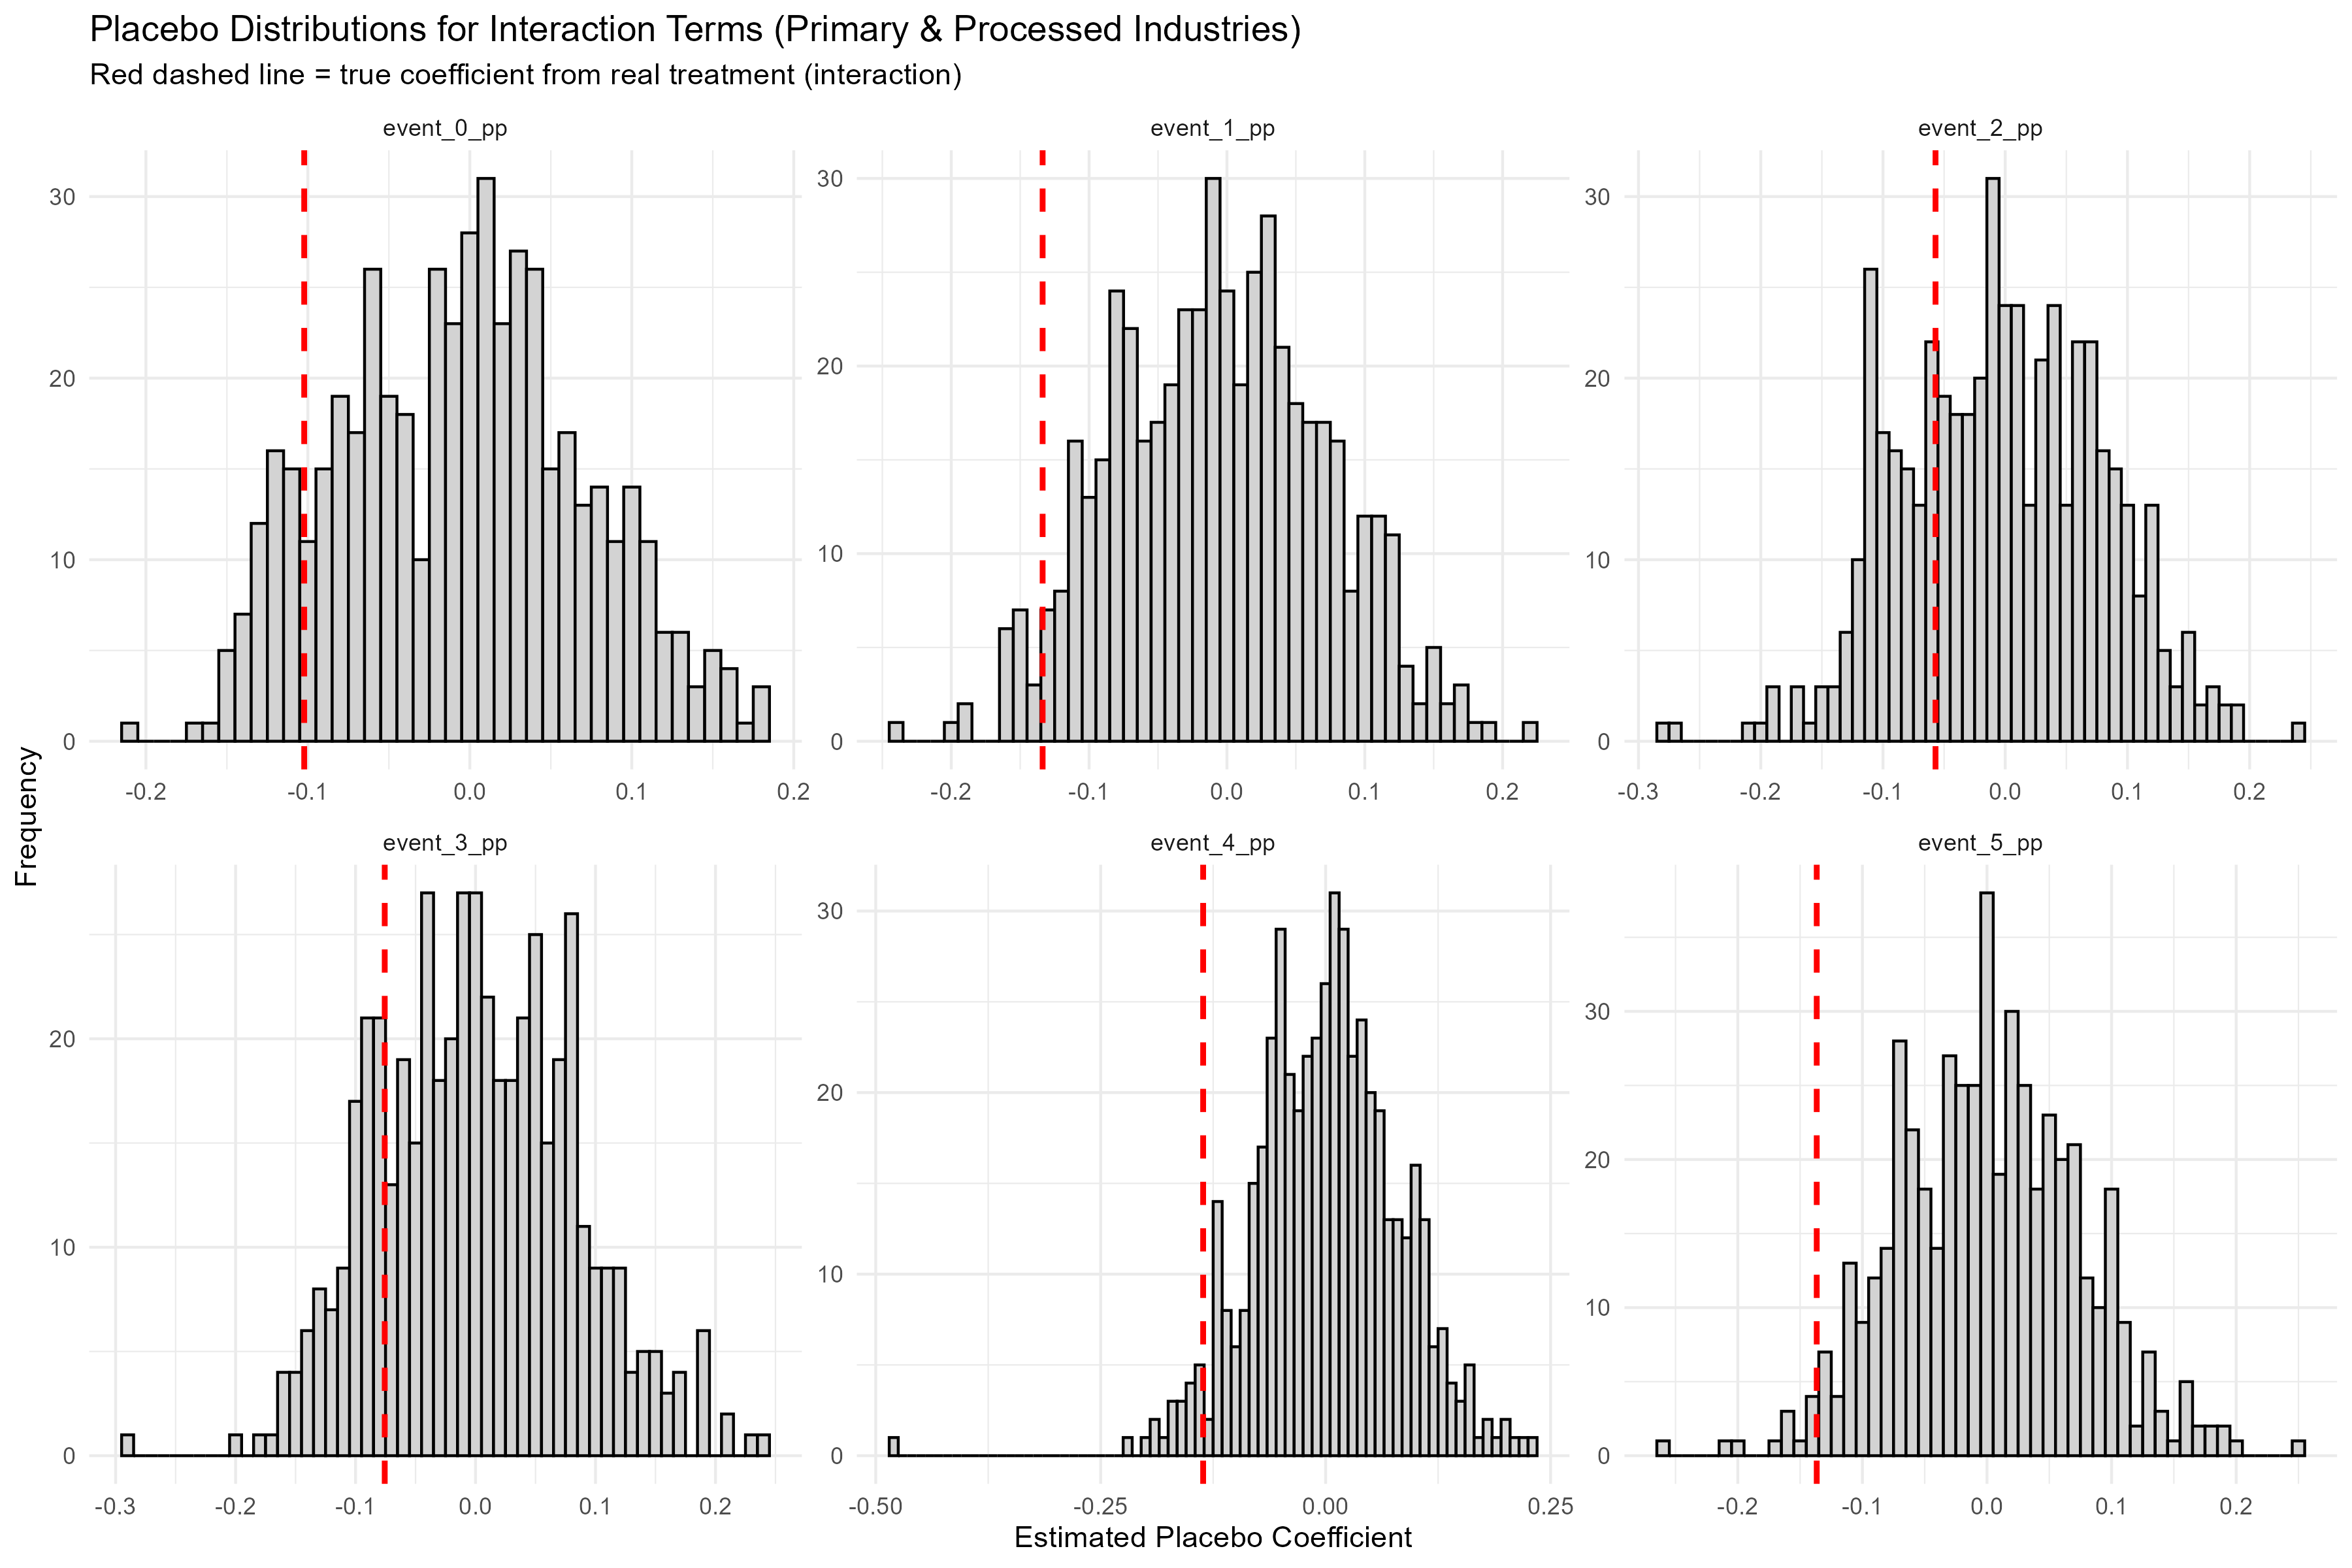 Placebo Distributions for Interaction Terms (Primary & Processed Industries)
Red dashed line = true coefficient from real treatment (interaction)
event_0_pp
event_1_pp
event_2_pp
30
20
10
0
30
20
10
0
30
20
10
0
-0.2 -0.1 0.0 0.1 0.2
-0.2 -0.1 0.0 0.1 0.2
-0.3 -0.2 -0.1 0.0 0.1 0.2
Frequency
event_3_pp
event_4_pp
event_5_pp
20
10
0
30
20
10
0
30
20
10
0
-0.3 -0.2 -0.1 0.0 0.1 0.2
-0.50 -0.25 0.00 0.25
-0.2 -0.1 0.0 0.1 0.2
Estimated Placebo Coefficient